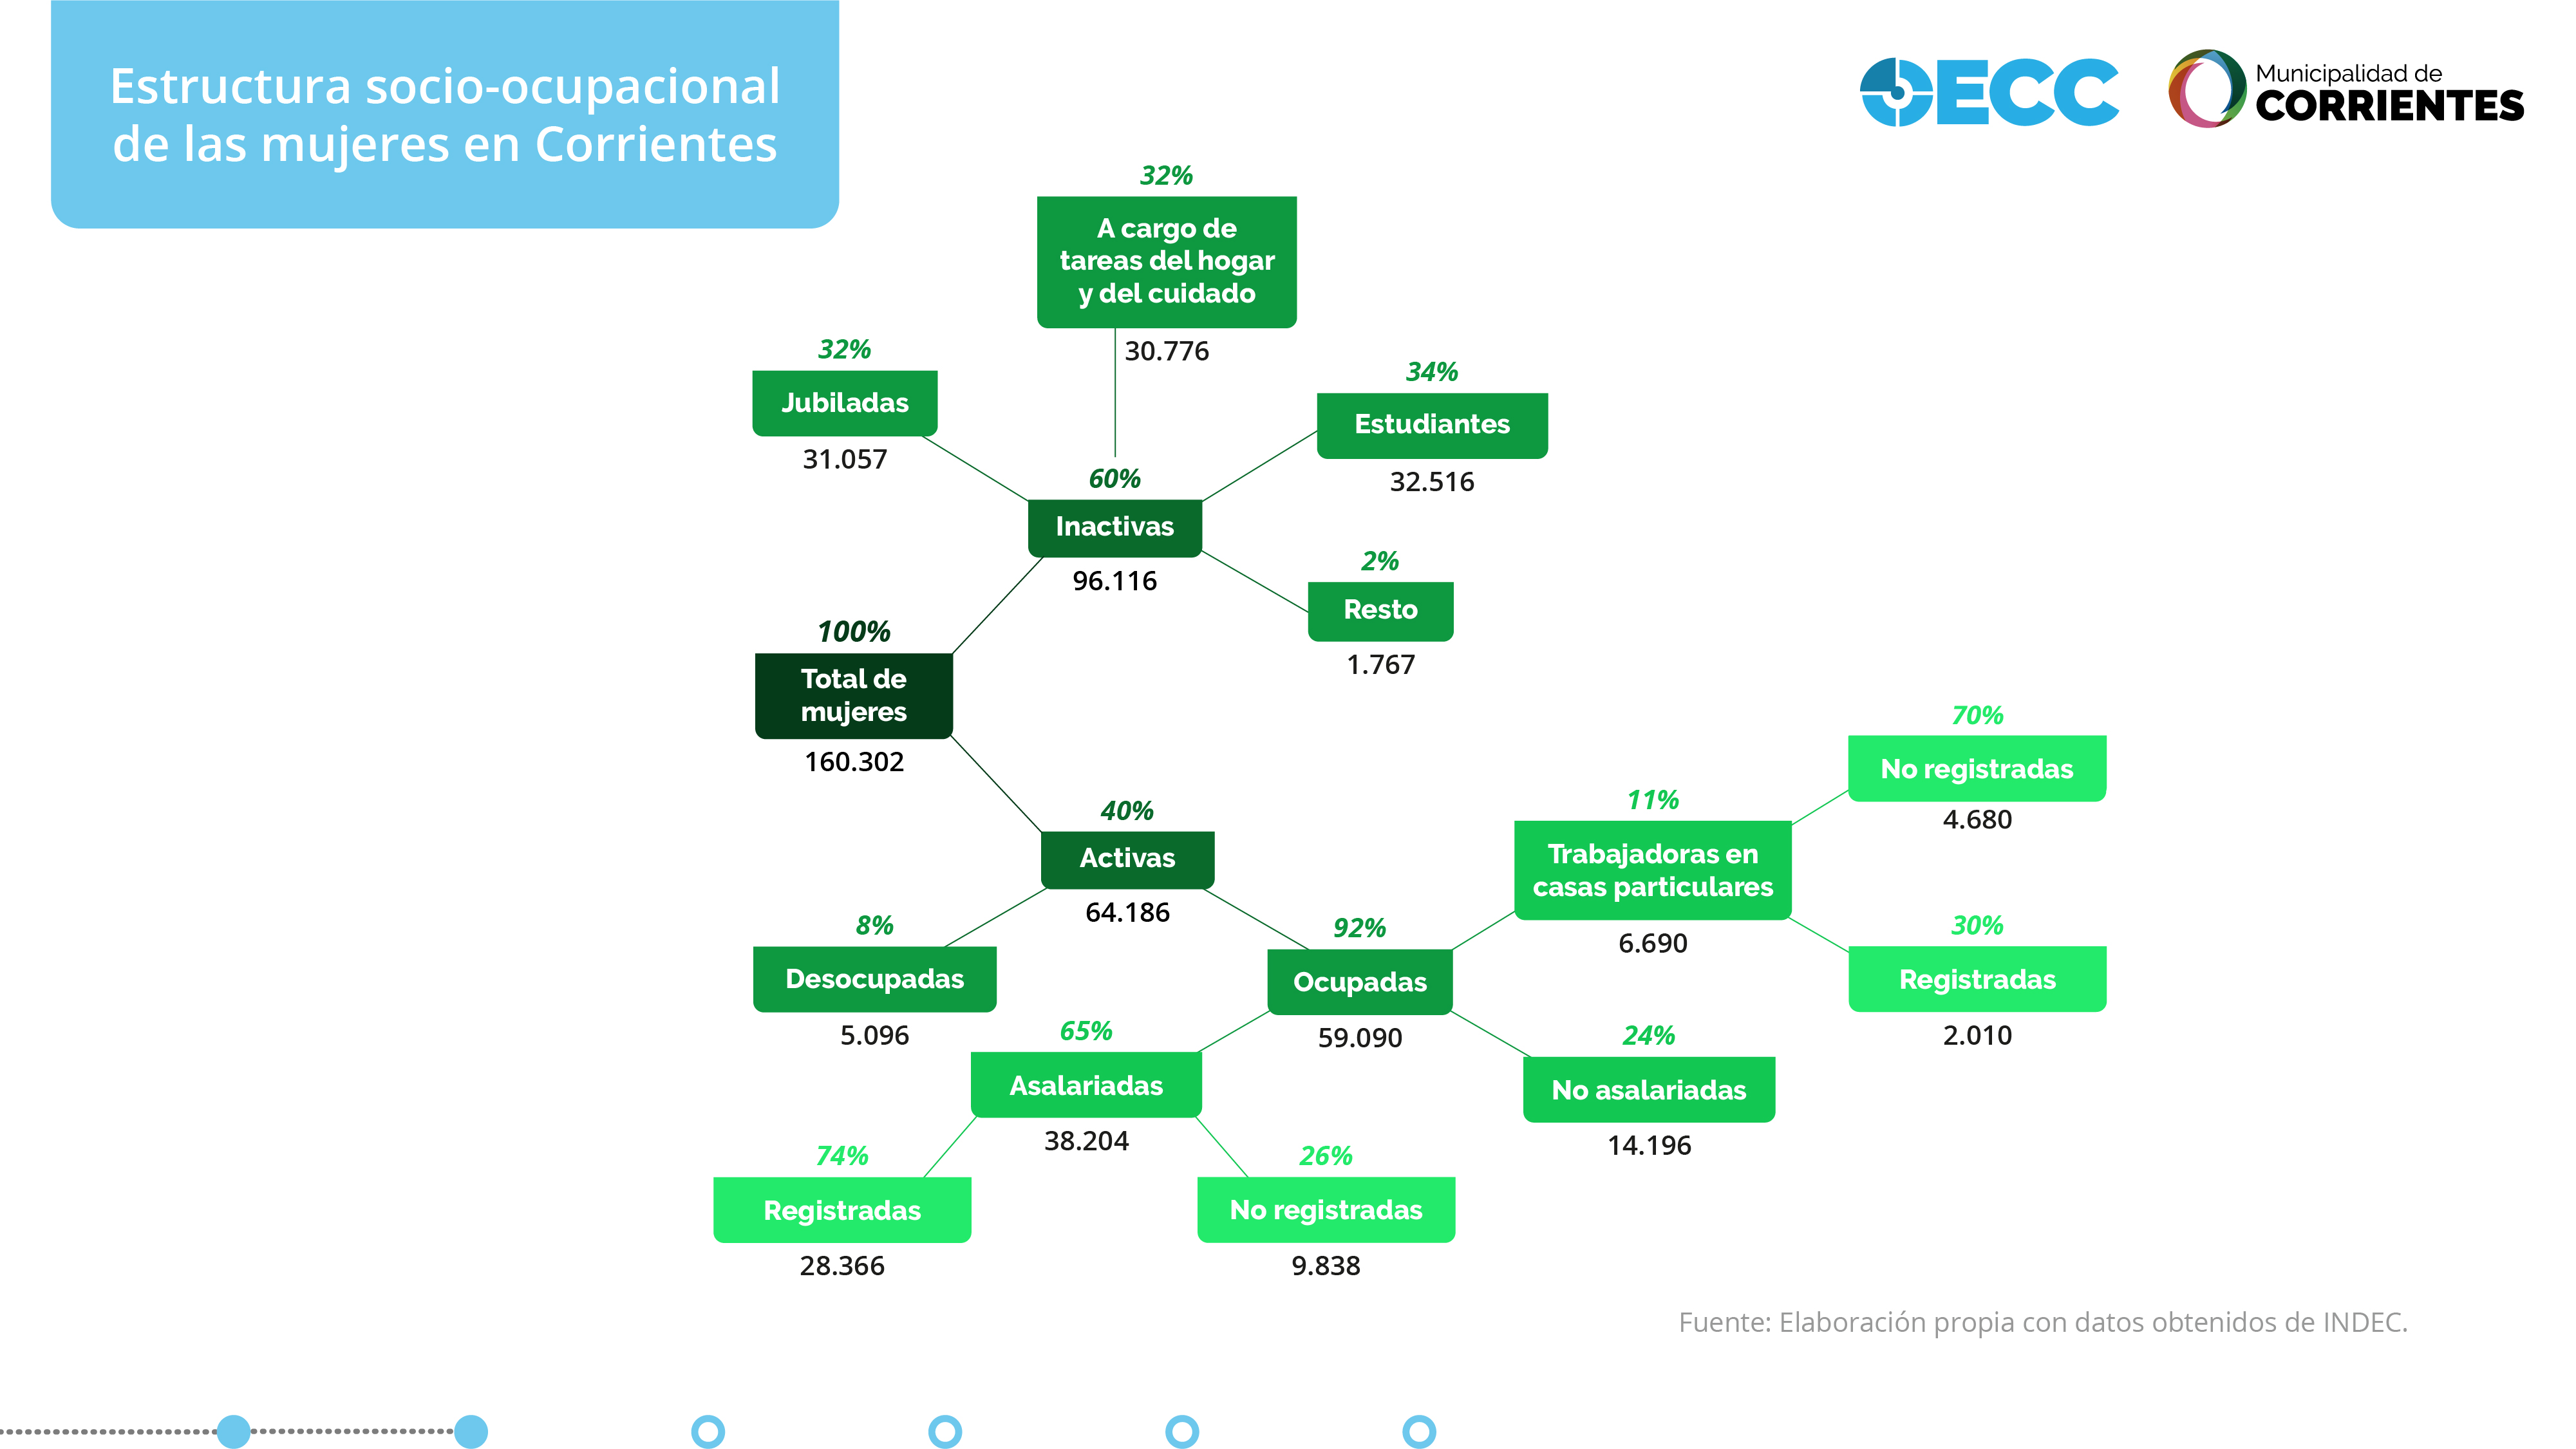 Estructura socio-ocupacional
de las mujeres en Corrientes
OECC
Municipalidad de
CORRIENTES
32%
A cargo de
tareas del hogar
y del cuidado
30.776
32%
Jubiladas
31.057
34%
Estudiantes
32.516
60%
Inactivas
96.116
2%
Resto
1.767
100%
Total de
mujeres
160.302
40%
Activas
64.186
8%
Desocupadas
5.096
92%
Ocupadas
59.090
11%
Trabajadoras en
casas particulares
6.690
70%
No registradas
4.680
30%
Registradas
2.010
24%
No asalariadas
14.196
65%
Asalariadas
38.204
74%
Registradas
28.366
26%
No registradas
9.838
Fuente: Elaboración propia con datos obtenidos de INDEC.